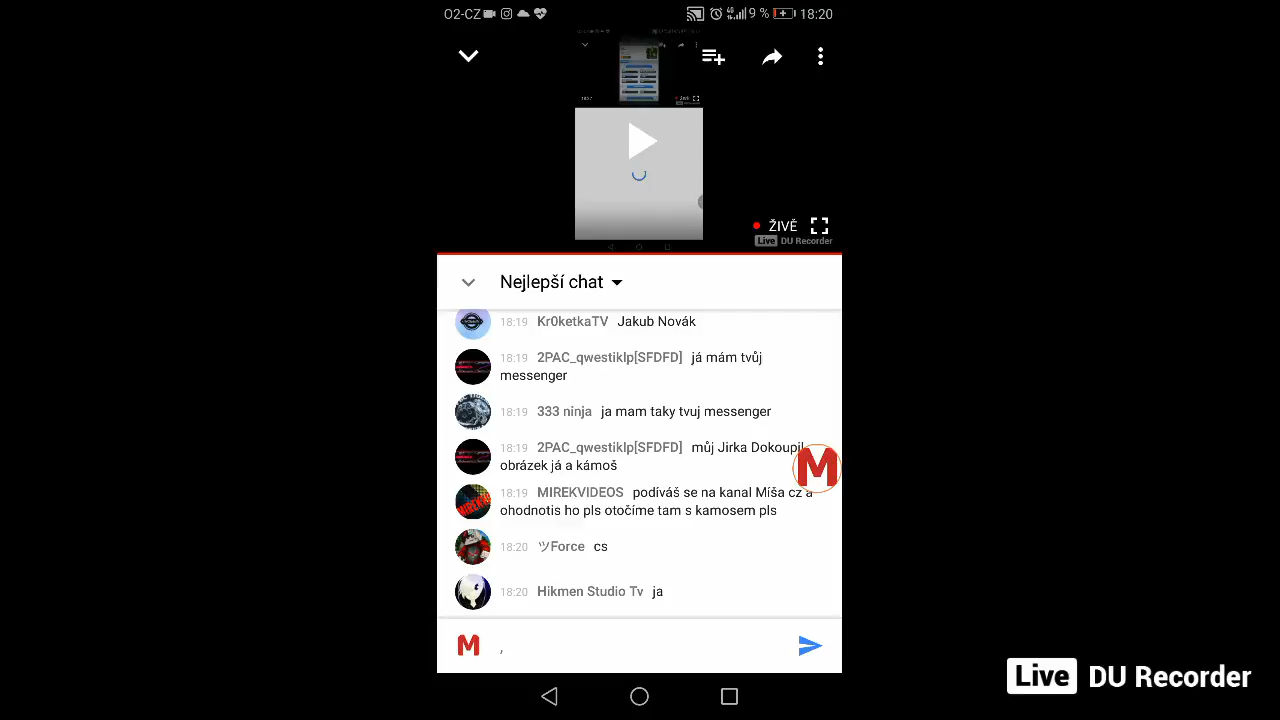 O2-CZ 4G 9 % 18:20
ŽIVĚ
Live DU Recorder
Nejlepší chat
18:19 Kr0ketkaTV Jakub Novák
18:19 2PAC_qwestiklp[SFDFD] já mám tvůj
messenger
18:19 333 ninja ja mam taky tvuj messenger
18:19 2PAC_qwestiklp[SFDFD] můj Jirka Dokoupil
obrázek já a kámoš
18:19 MIREKVIDEOS podíváš se na kanal Míša cz a
ohodnotis ho pls otočíme tam s kamosem pls
18:20 ツForce cs
18:20 Hikmen Studio Tv ja
M
M ,
Live DU Recorder